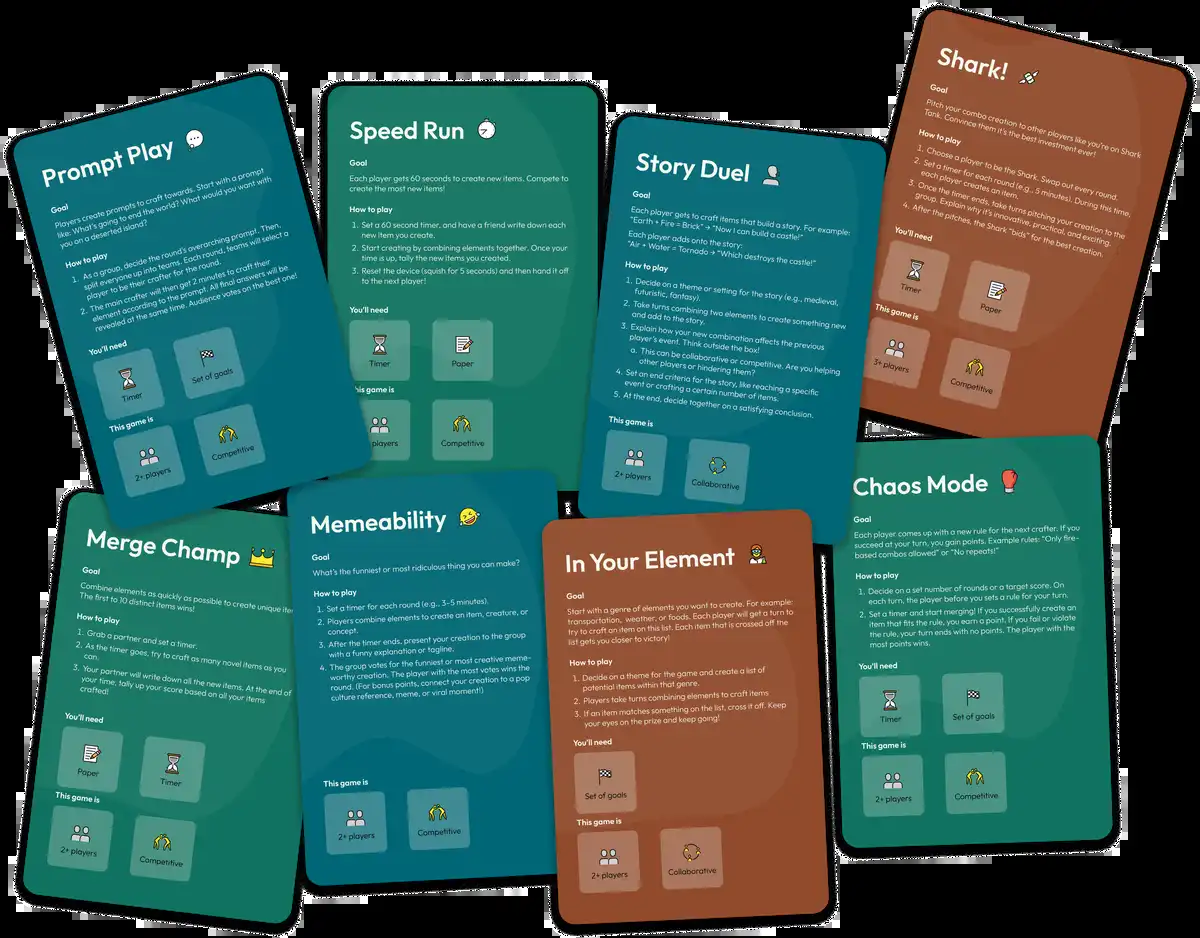 Prompt Play
Goal
Players create prompts to craft towards. Start with a prompt
like: What's going to end the world? What would you want with
you on a deserted island?
How to play
1. As a group, decide the round's overarching prompt. Then,
split everyone up into teams. Each round, teams will select a
player to be their crafter for the round.
2. The main crafter will then get 2 minutes to craft their
element according to the prompt. All final answers will be
revealed at the same time. Audience votes on the best one!
You'll need
Timer
Set of goals
This game is
2+ players
Competitive
Speed Run
Goal
Each player gets 60 seconds to create new items. Compete to
create the most new items!
How to play
1. Set a 60 second timer, and have a friend write down each
new item you create.
2. Start creating by combining elements together. Once your
time is up, tally the new items you created.
3. Reset the device (squish for 5 seconds) and then hand it off
to the next player!
You'll need
Timer
Paper
his game is
players
Competitive
Story Duel
Goal
Each player gets to craft items that build a story. For example:
"Earth + Fire = Brick" → "Now I can build a castle!"
Each player adds onto the story:
"Air + Water = Tornado → "Which destroys the castle!"
How to play
1. Decide on a theme or setting for the story (e.g., medieval,
futuristic, fantasy).
2. Take turns combining two elements to create something new
and add to the story.
3. Explain how your new combination affects the previous
player's event. Think outside the box!
a. This can be collaborative or competitive. Are you helping
other players or hindering them?
4. Set an end criteria for the story, like reaching a specific
event or crafting a certain number of items.
5. At the end, decide together on a satisfying conclusion.
This game is
2+ players
Collaborative
Shark!
Goal
Pitch your combo creation to other players like you're on Shark
Tank. Convince them it's the best investment ever!
How to play
1. Choose a player to be the Shark. Swap out every round.
2. Set a timer for each round (e.g., 5 minutes). During this time,
each player creates an item.
3. Once the timer ends, take turns pitching your creation to the
group. Explain why it's innovative, practical, and exciting.
4. After the pitches, the Shark "bids" for the best creation.
You'll need
Timer
Paper
This game is
3+ players
Competitive
Merge Champ
Goal
Combine elements as quickly as possible to create unique iter
The first to 10 distinct items wins!
How to play
1. Grab a partner and set a timer.
2. As the timer goes, try to craft as many novel items as you
can.
3. Your partner will write down all the new items. At the end of
your time, tally up your score based on all your items
crafted!
You'll need
Paper
Timer
This game is
2+ players
Competitive
Memeability
Goal
What's the funniest or most ridiculous thing you can make?
How to play
1. Set a timer for each round (e.g., 3-5 minutes).
2. Players combine elements to create an item, creature, or
concept.
3. After the timer ends, present your creation to the group
with a funny explanation or tagline.
4. The group votes for the funniest or most creative meme-
worthy creation. The player with the most votes wins the
round. (For bonus points, connect your creation to a pop
culture reference, meme, or viral moment!)
This game is
2+ players
Competitive
In Your Element
Goal
Start with a genre of elements you want to create. For example:
transportation, weather, or foods. Each player will get a turn to
try to craft an item on this list. Each item that is crossed off the
list gets you closer to victory!
How to play
1. Decide on a theme for the game and create a list of
potential items within that genre.
2. Players take turns combining elements to craft items
3. If an item matches something on the list, cross it off. Keep
your eyes on the prize and keep going!
You'll need
Set of goals
This game is
2+ players
Collaborative
Chaos Mode
Goal
Each player comes up with a new rule for the next crafter. If you
succeed at your turn, you gain points. Example rules: "Only fire-
based combos allowed" or "No repeats!"
How to play
1. Decide on a set number of rounds or a target score. On
each turn, the player before you sets a rule for your turn.
2. Set a timer and start merging! If you successfully create an
item that fits the rule, you earn a point. If you fail or violate
the rule, your turn ends with no points. The player with the
most points wins.
You'll need
Timer
Set of goals
This game is
2+ players
Competitive